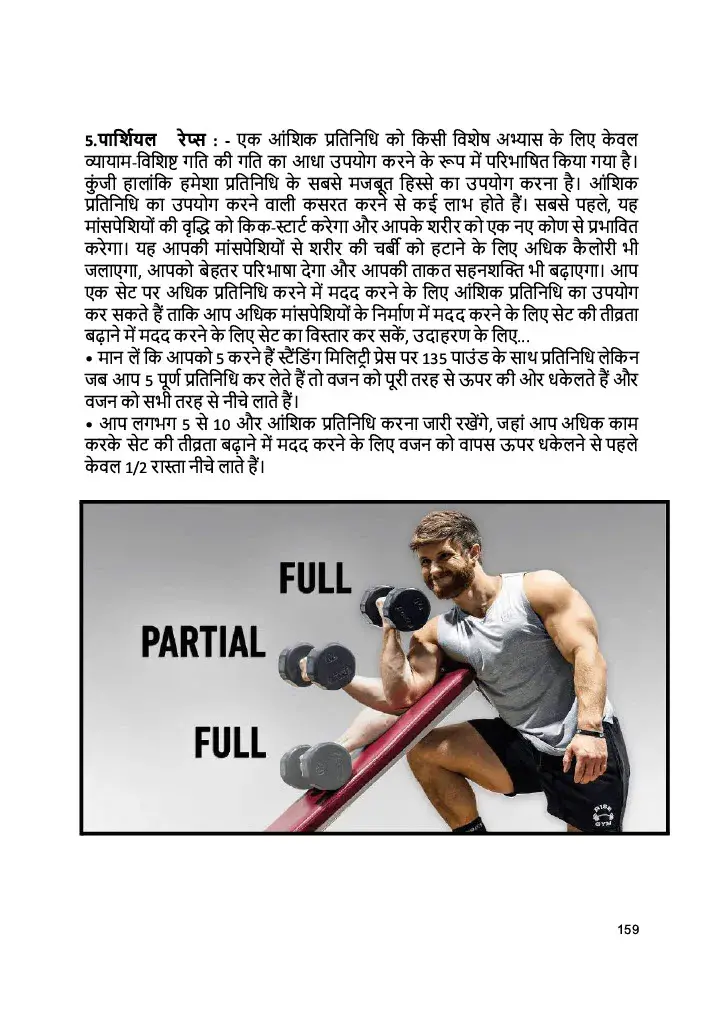 5.पार्शियल रेप्स : - एक आंशिक प्रतिनिधि को किसी विशेष अभ्यास के लिए केवल
व्यायाम-विशिष्ट गति की गति का आधा उपयोग करने के रूप में परिभाषित किया गया है।
कुंजी हालांकि हमेशा प्रतिनिधि के सबसे मजबूत हिस्से का उपयोग करना है। आंशिक
प्रतिनिधि का उपयोग करने वाली कसरत करने से कई लाभ होते हैं। सबसे पहले, यह
मांसपेशियों की वृद्धि को किक-स्टार्ट करेगा और आपके शरीर को एक नए कोण से प्रभावित
करेगा। यह आपकी मांसपेशियों से शरीर की चर्बी को हटाने के लिए अधिक कैलोरी भी
जलाएगा, आपको बेहतर परिभाषा देगा और आपकी ताकत सहनशक्ति भी बढ़ाएगा। आप
एक सेट पर अधिक प्रतिनिधि करने में मदद करने के लिए आंशिक प्रतिनिधि का उपयोग
कर सकते हैं ताकि आप अधिक मांसपेशियों के निर्माण में मदद करने के लिए सेट की तीव्रता
बढ़ाने में मदद करने के लिए सेट का विस्तार कर सकें, उदाहरण के लिए...
• मान लें कि आपको 5 करने हैं स्टैंडिंग मिलिट्री प्रेस पर 135 पाउंड के साथ प्रतिनिधि लेकिन
जब आप 5 पूर्ण प्रतिनिधि कर लेते हैं तो वजन को पूरी तरह से ऊपर की ओर धकेलते हैं और
वजन को सभी तरह से नीचे लाते हैं।
• आप लगभग 5 से 10 और आंशिक प्रतिनिधि करना जारी रखेंगे, जहां आप अधिक काम
करके सेट की तीव्रता बढ़ाने में मदद करने के लिए वजन को वापस ऊपर धकेलने से पहले
केवल 1/2 रास्ता नीचे लाते हैं।
FULL
PARTIAL
FULL
RISE
GYM
159